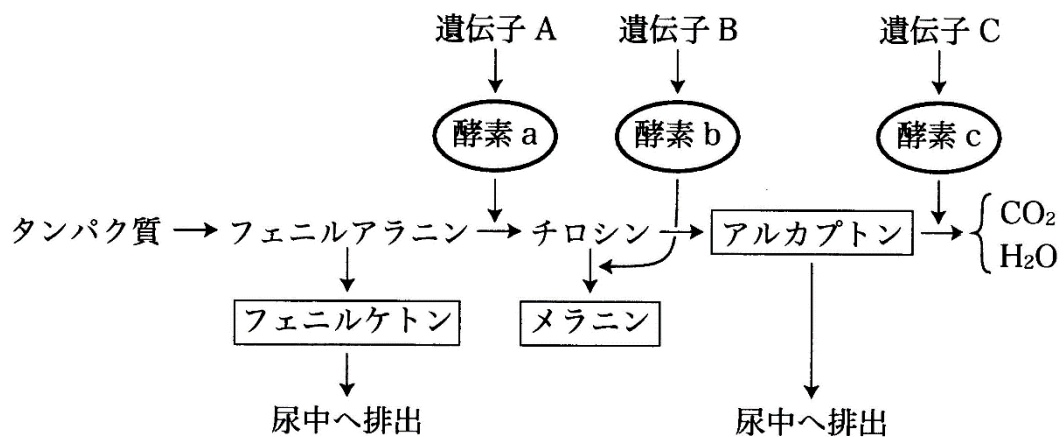 遺伝子 A 遺伝子 B 遺伝子 C
酵素 a 酵素 b 酵素 c
タンパク質 フェニルアラニン チロシン アルカプトン CO₂
H₂O
フェニルケトン メラニン
尿中へ排出 尿中へ排出